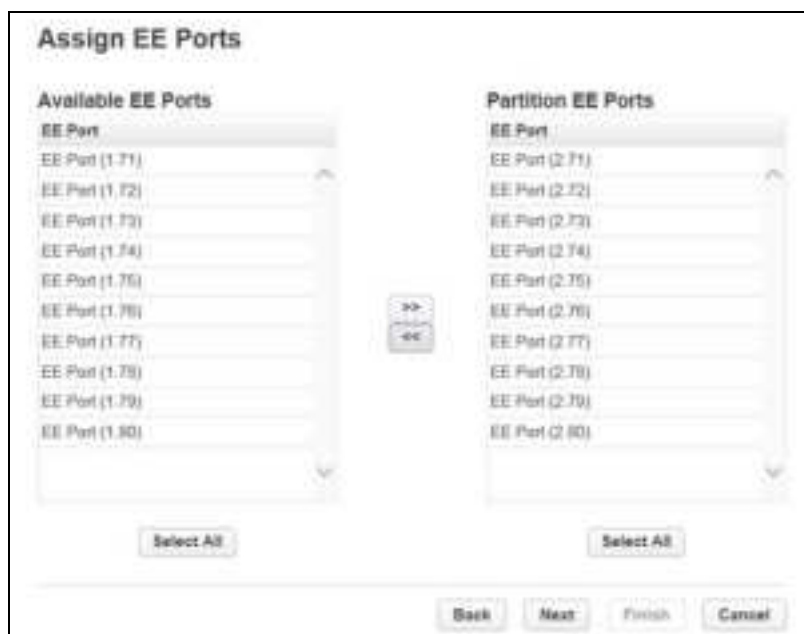 Assign EE Ports
Available EE Ports
EE Port
EE Port (1.71)
EE Port (1.72)
EE Port (1.73)
EE Port (1.74)
EE Port (1.75)
EE Port (1.76)
EE Port (1.77)
EE Port (1.78)
EE Port (1.79)
EE Port (1.80)
Select All
>>
<<
Partition EE Ports
EE Port
EE Port (2.71)
EE Port (2.72)
EE Port (2.73)
EE Port (2.74)
EE Port (2.75)
EE Port (2.76)
EE Port (2.77)
EE Port (2.78)
EE Port (2.79)
EE Port (2.80)
Select All
Back Next Finish Cancel